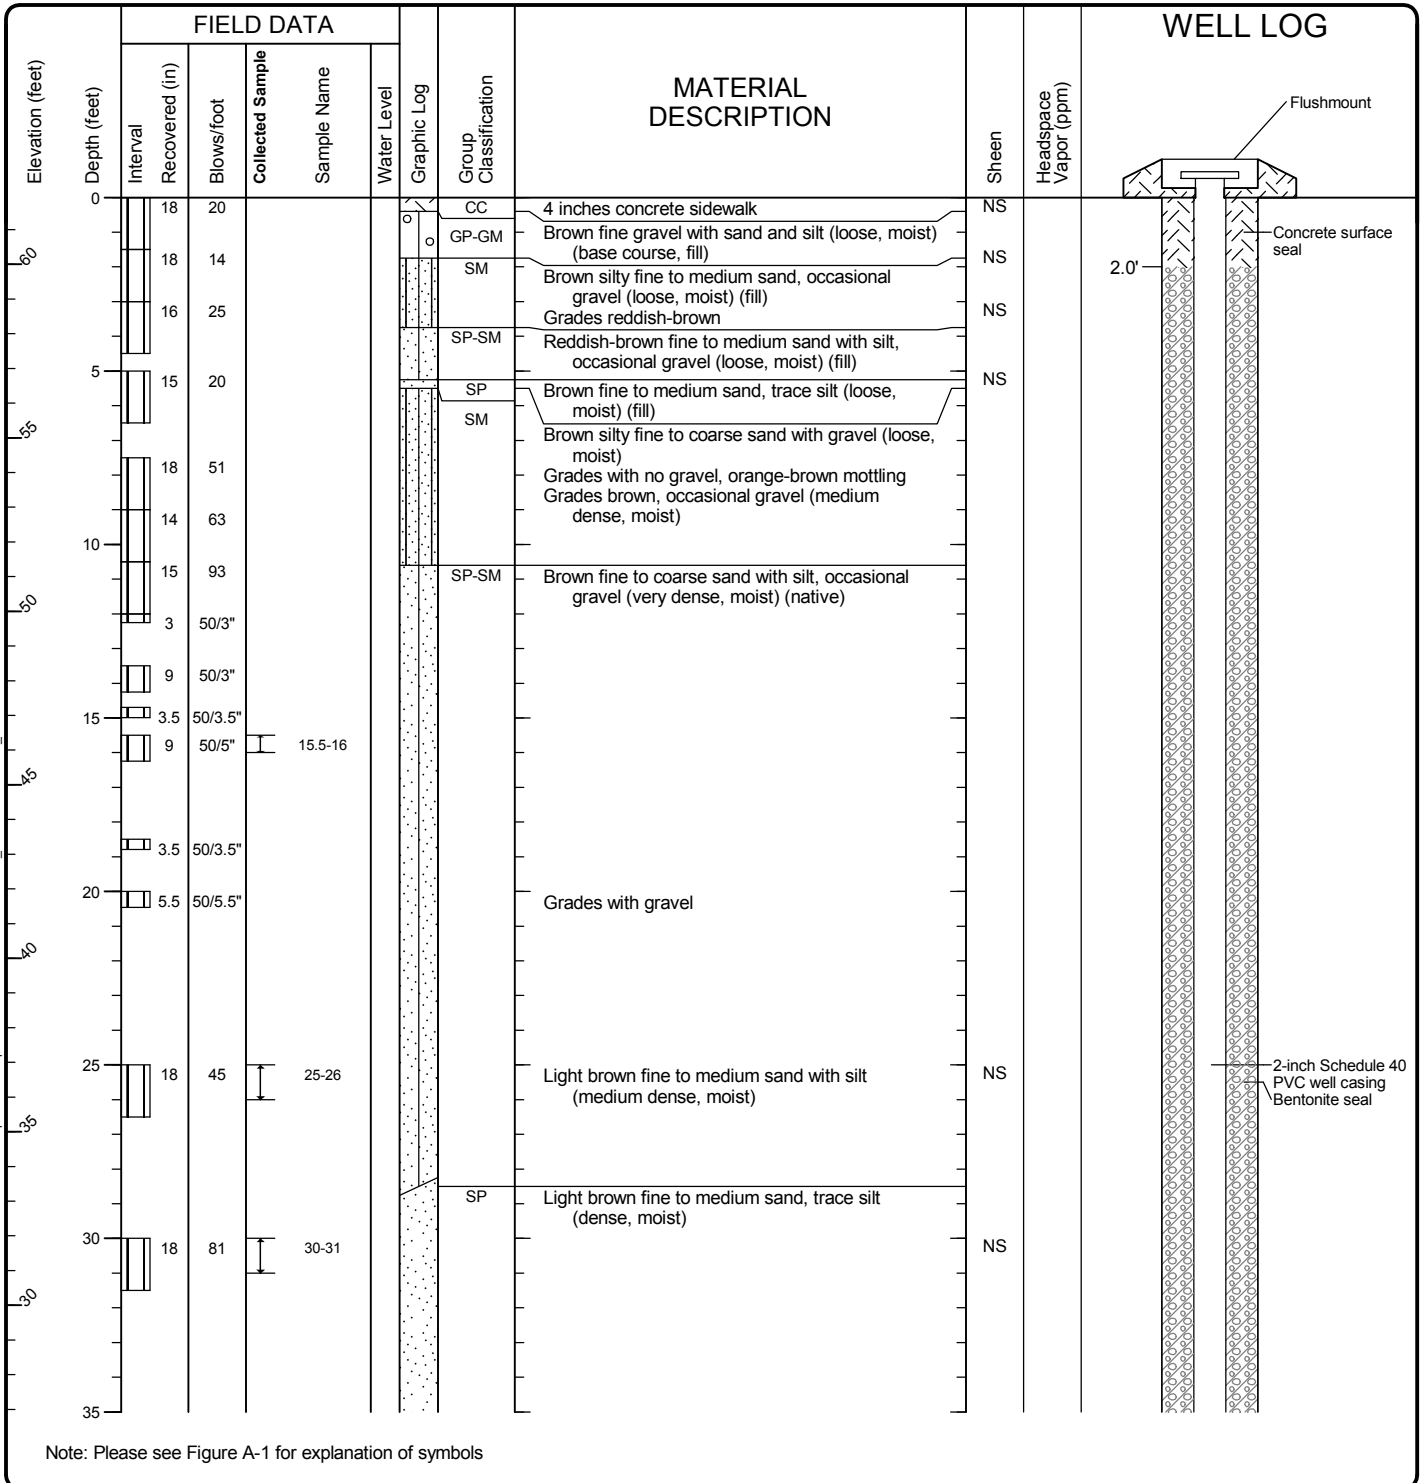 FIELD DATA
WELL LOG
Elevation (feet)
Depth (feet)
Interval
Recovered (in)
Blows/foot
Collected Sample
Sample Name
Water Level
Graphic Log
Group
Classification
MATERIAL
DESCRIPTION
Sheen
Headspace
Vapor (ppm)
Flushmount
0
18 20
CC
4 inches concrete sidewalk
NS
GP-GM
Brown fine gravel with sand and silt (loose, moist)
(base course, fill)
Concrete surface
seal
60
18 14
NS
SM
Brown silty fine to medium sand, occasional
gravel (loose, moist) (fill)
2.0'
16 25
Grades reddish-brown
NS
SP-SM
Reddish-brown fine to medium sand with silt,
occasional gravel (loose, moist) (fill)
5
15 20
NS
SP
Brown fine to medium sand, trace silt (loose,
moist) (fill)
SM
55
Brown silty fine to coarse sand with gravel (loose,
moist)
18 51
Grades with no gravel, orange-brown mottling
Grades brown, occasional gravel (medium
dense, moist)
14 63
10
15 93
SP-SM
Brown fine to coarse sand with silt, occasional
gravel (very dense, moist) (native)
50
3 50/3"
9 50/3"
15
3.5 50/3.5"
9 50/5"
15.5-16
45
3.5 50/3.5"
20
5.5 50/5.5"
Grades with gravel
40
25
18 45
25-26
Light brown fine to medium sand with silt
(medium dense, moist)
NS
2-inch Schedule 40
PVC well casing
Bentonite seal
35
SP
Light brown fine to medium sand, trace silt
(dense, moist)
30
18 81
30-31
NS
30
35
Note: Please see Figure A-1 for explanation of symbols